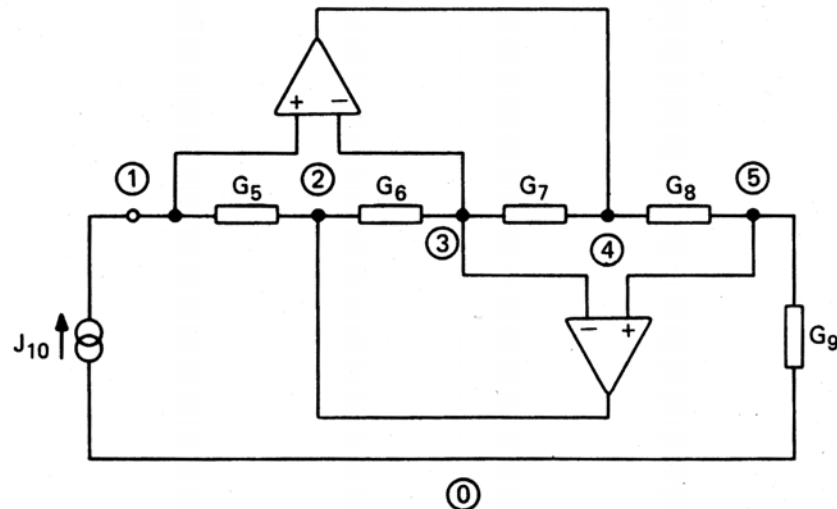 + −
① ② ⑤
G5 G6 G7 G8
③ ④
− +
J10 G9
⓪